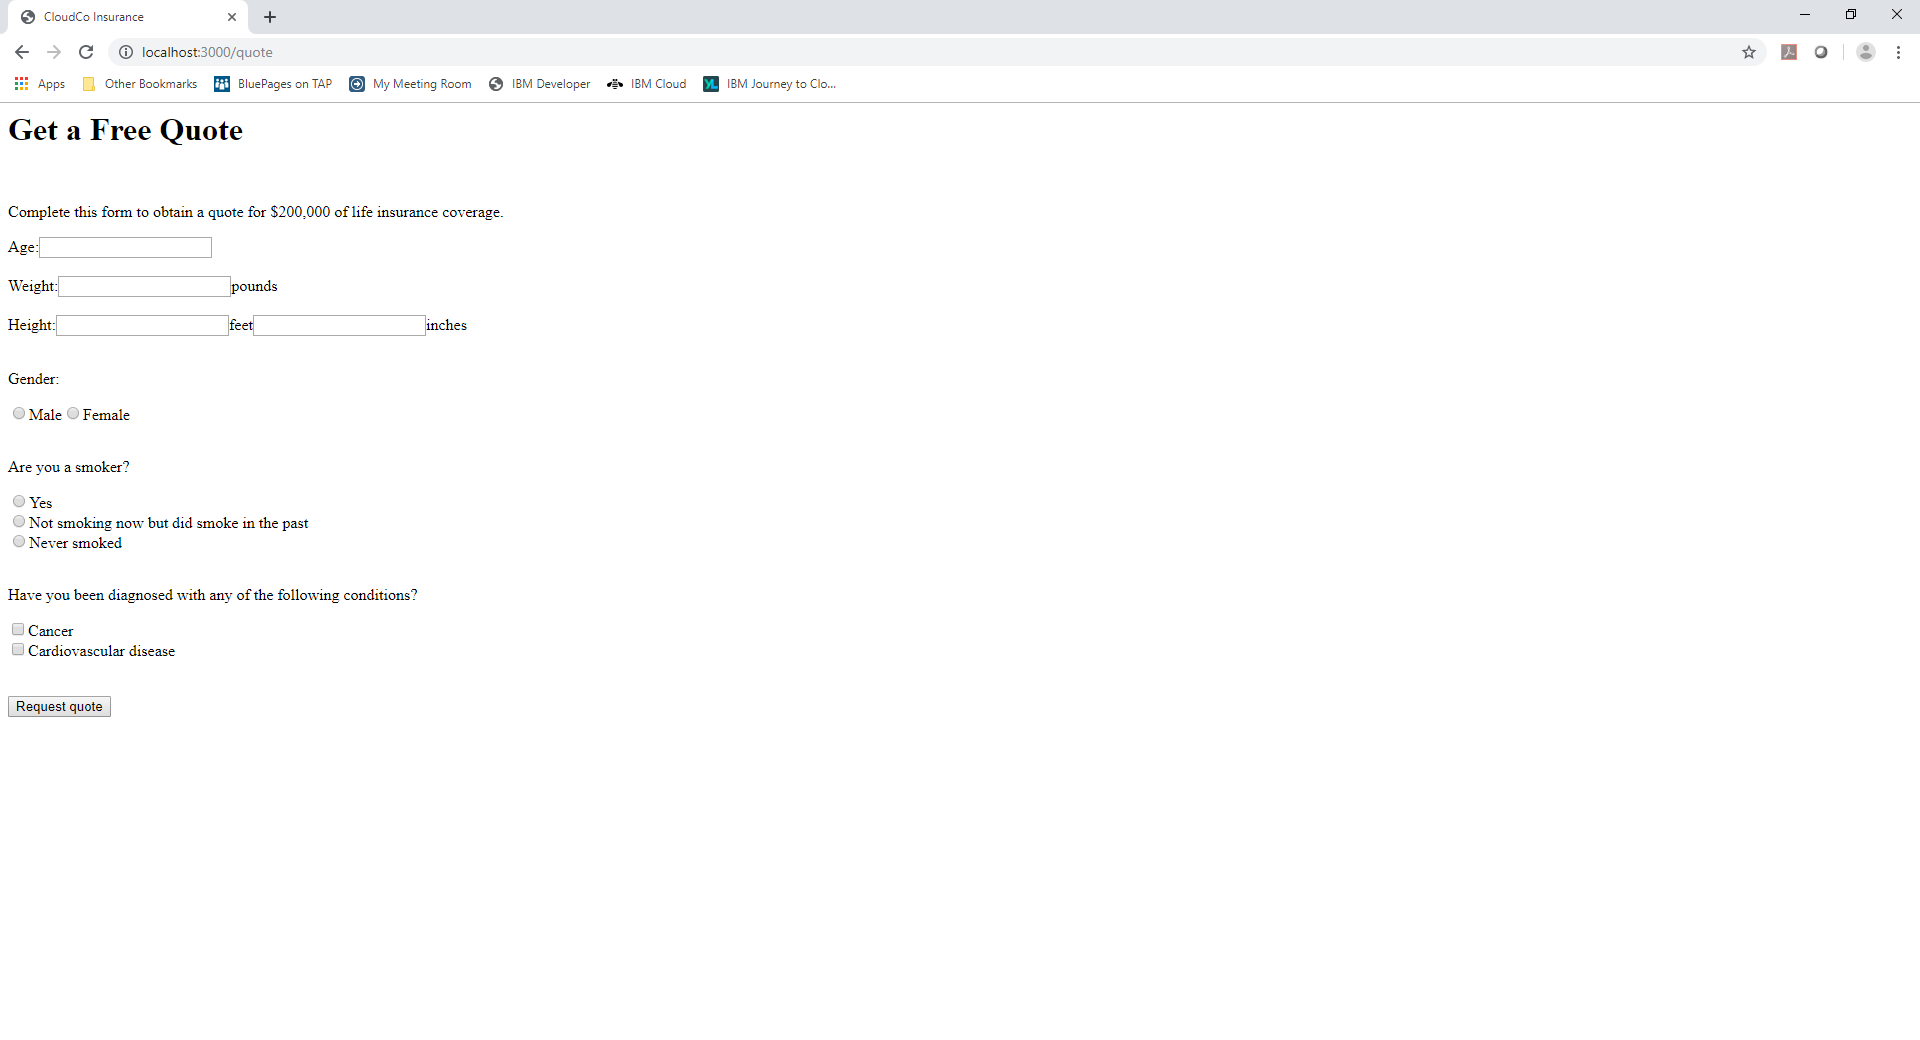 CloudCo Insurance
localhost:3000/quote
Apps Other Bookmarks BluePages on TAP My Meeting Room IBM Developer IBM Cloud IBM Journey to Clo...
Get a Free Quote
Complete this form to obtain a quote for $200,000 of life insurance coverage.
Age:
Weight: pounds
Height: feet inches
Gender:
Male Female
Are you a smoker?
Yes
Not smoking now but did smoke in the past
Never smoked
Have you been diagnosed with any of the following conditions?
Cancer
Cardiovascular disease
Request quote